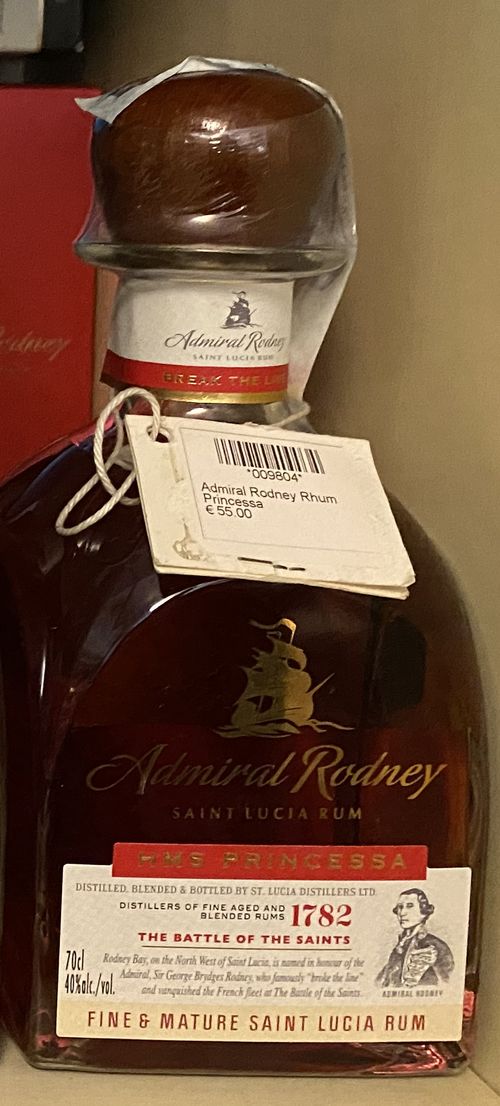 Admiral Rodney
SAINT LUCIA RUM
BREAK THE
Rodney
*009804*
Admiral Rodney Rhum
Princessa
€ 55.00
Admiral Rodney
SAINT LUCIA RUM
HMS PRINCESSA
DISTILLED, BLENDED & BOTTLED BY ST. LUCIA DISTILLERS LTD.
DISTILLERS OF FINE AGED AND
BLENDED RUMS 1782
THE BATTLE OF THE SAINTS
70cl
40%alc./vol.
Rodney Bay, on the North West of Saint Lucia, is named in honour of the
Admiral, Sir George Brydges Rodney, who famously "broke the line"
and vanquished the French fleet at The Battle of the Saints.
ADMIRAL RODNEY
FINE & MATURE SAINT LUCIA RUM